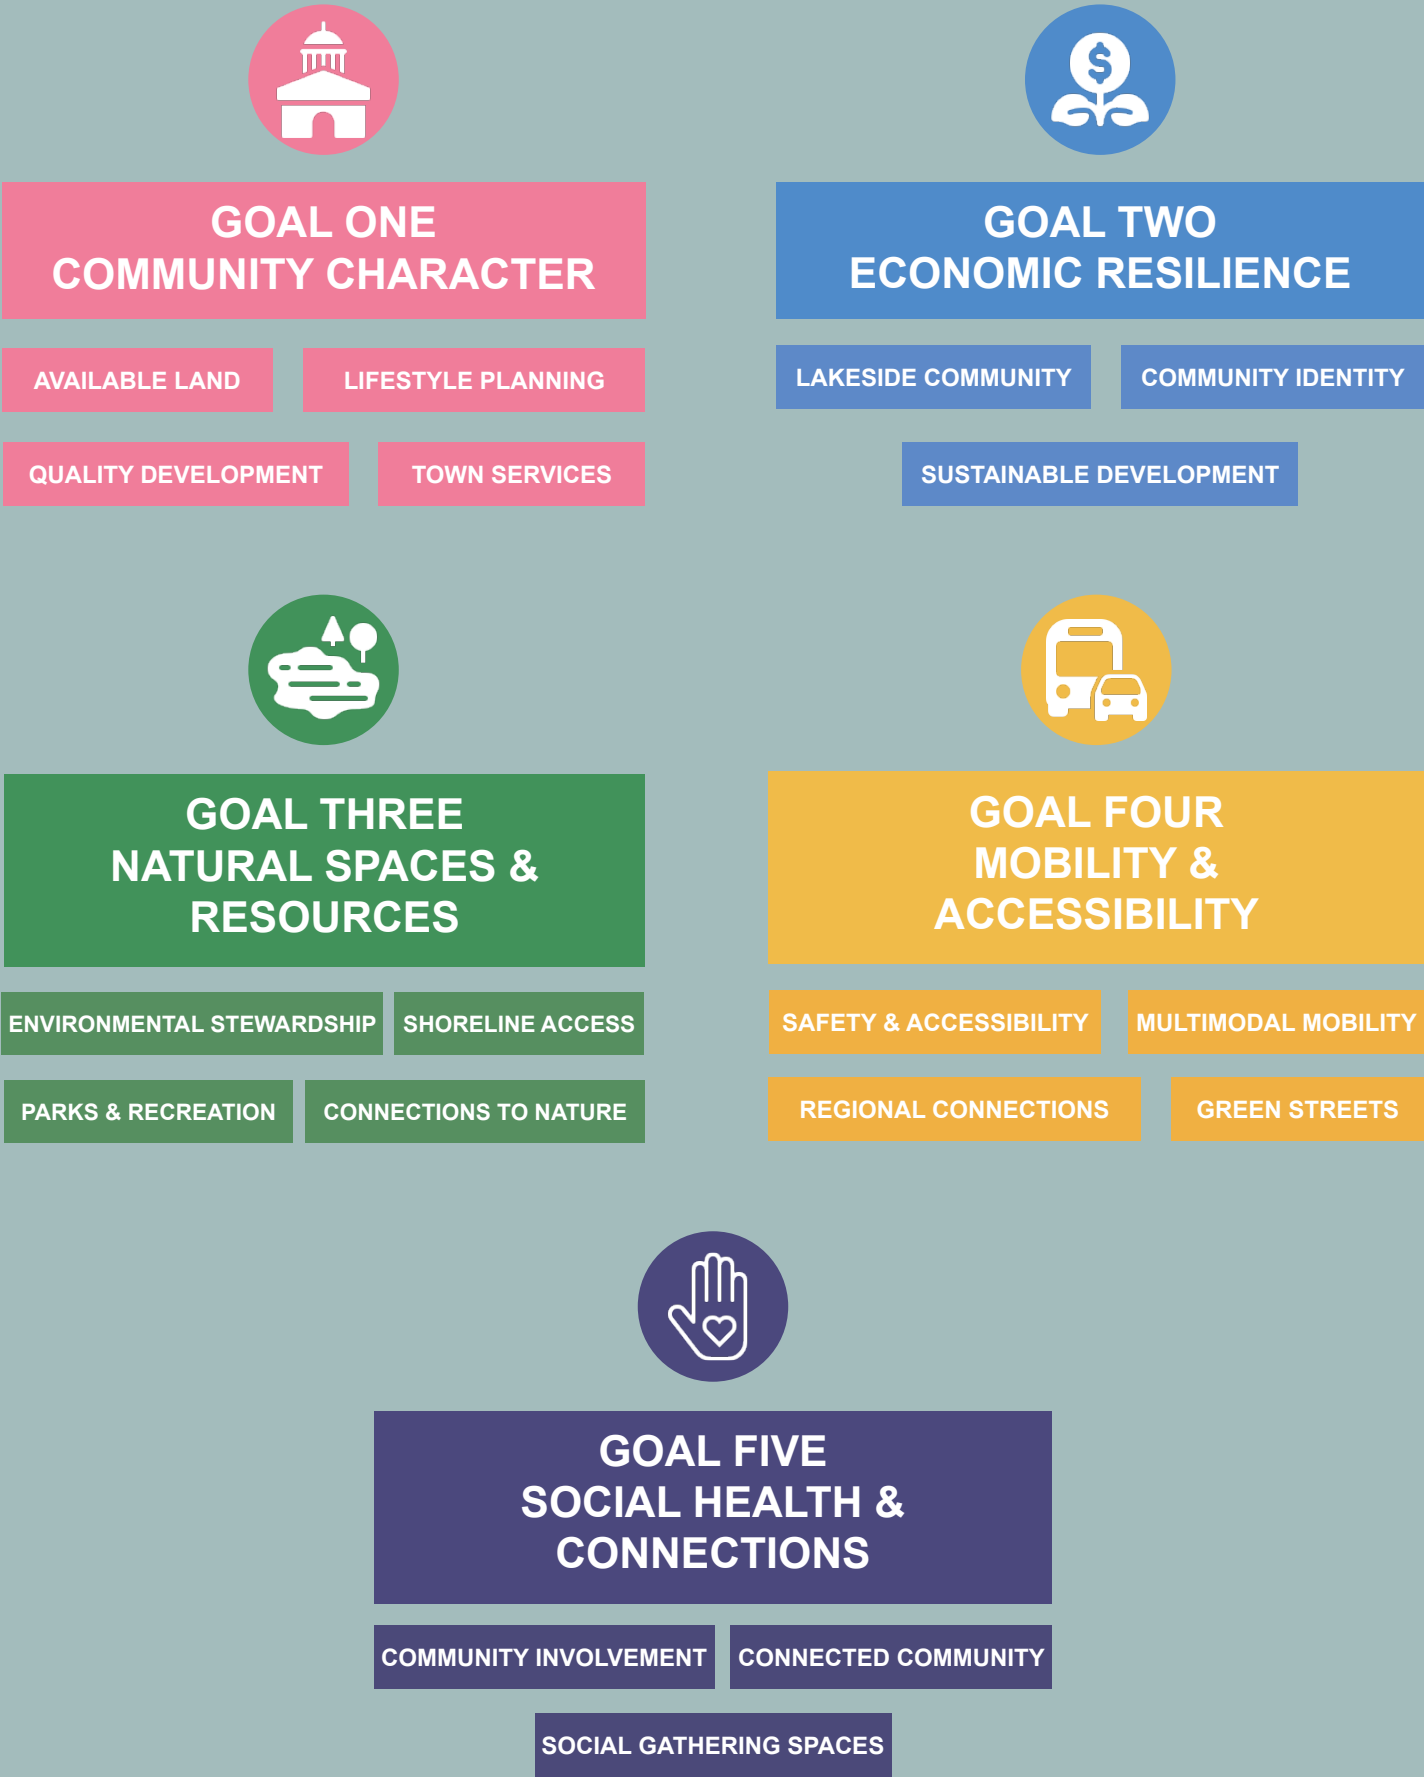 GOAL ONE
COMMUNITY CHARACTER
AVAILABLE LAND
LIFESTYLE PLANNING
QUALITY DEVELOPMENT
TOWN SERVICES
$
GOAL TWO
ECONOMIC RESILIENCE
LAKESIDE COMMUNITY
COMMUNITY IDENTITY
SUSTAINABLE DEVELOPMENT
GOAL THREE
NATURAL SPACES &
RESOURCES
ENVIRONMENTAL STEWARDSHIP
SHORELINE ACCESS
PARKS & RECREATION
CONNECTIONS TO NATURE
GOAL FOUR
MOBILITY &
ACCESSIBILITY
SAFETY & ACCESSIBILITY
MULTIMODAL MOBILITY
REGIONAL CONNECTIONS
GREEN STREETS
GOAL FIVE
SOCIAL HEALTH &
CONNECTIONS
COMMUNITY INVOLVEMENT
CONNECTED COMMUNITY
SOCIAL GATHERING SPACES